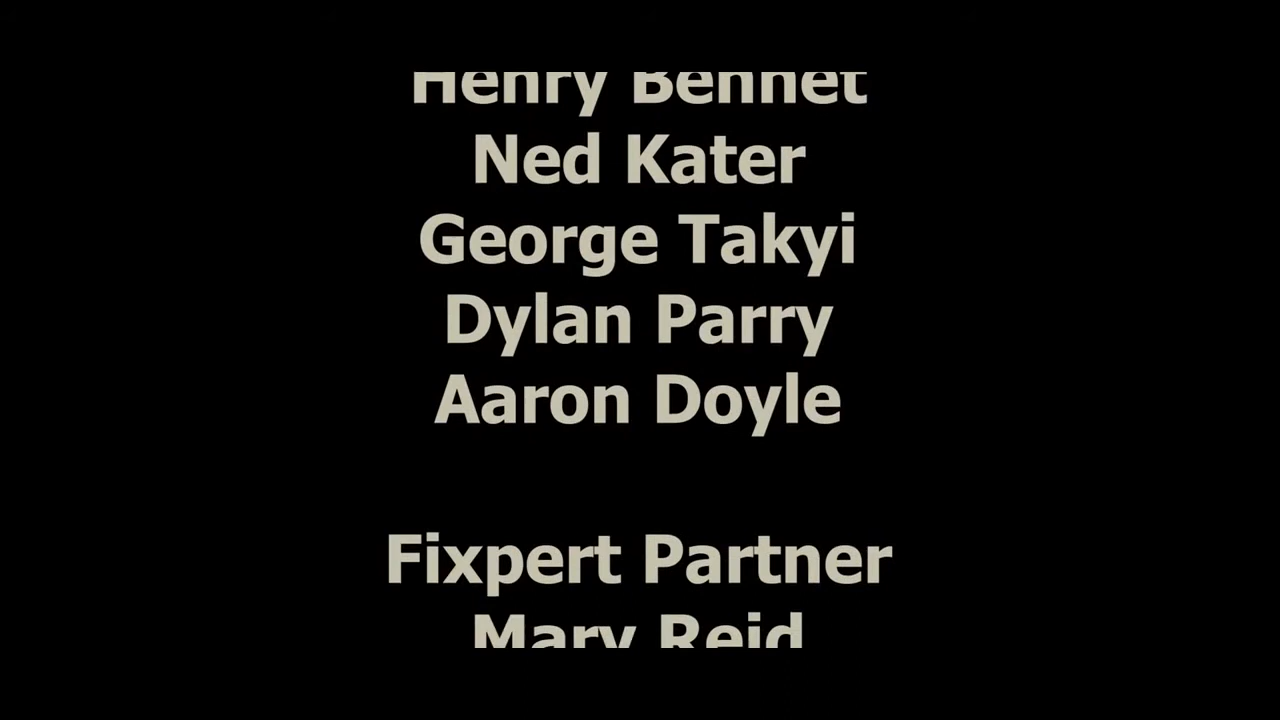 Henry Bennet
Ned Kater
George Takyi
Dylan Parry
Aaron Doyle
Fixpert Partner
Mary Reid